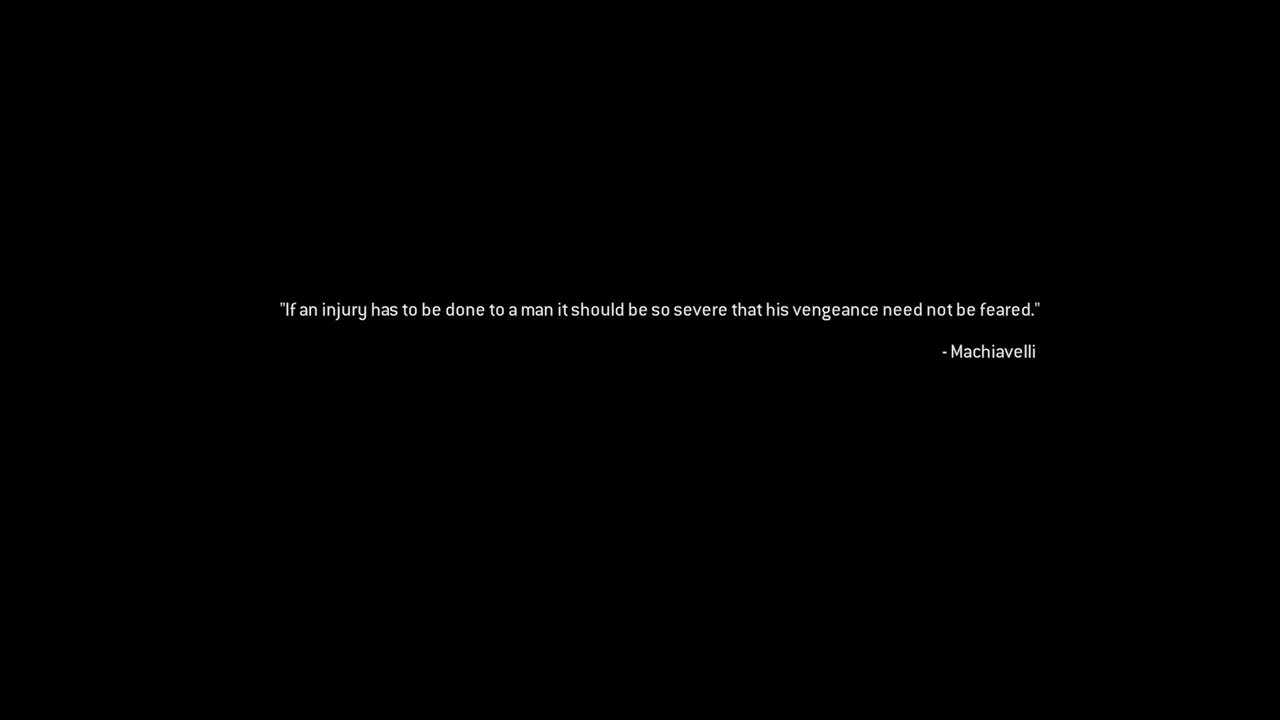 "If an injury has to be done to a man it should be so severe that his vengeance need not be feared."
- Machiavelli